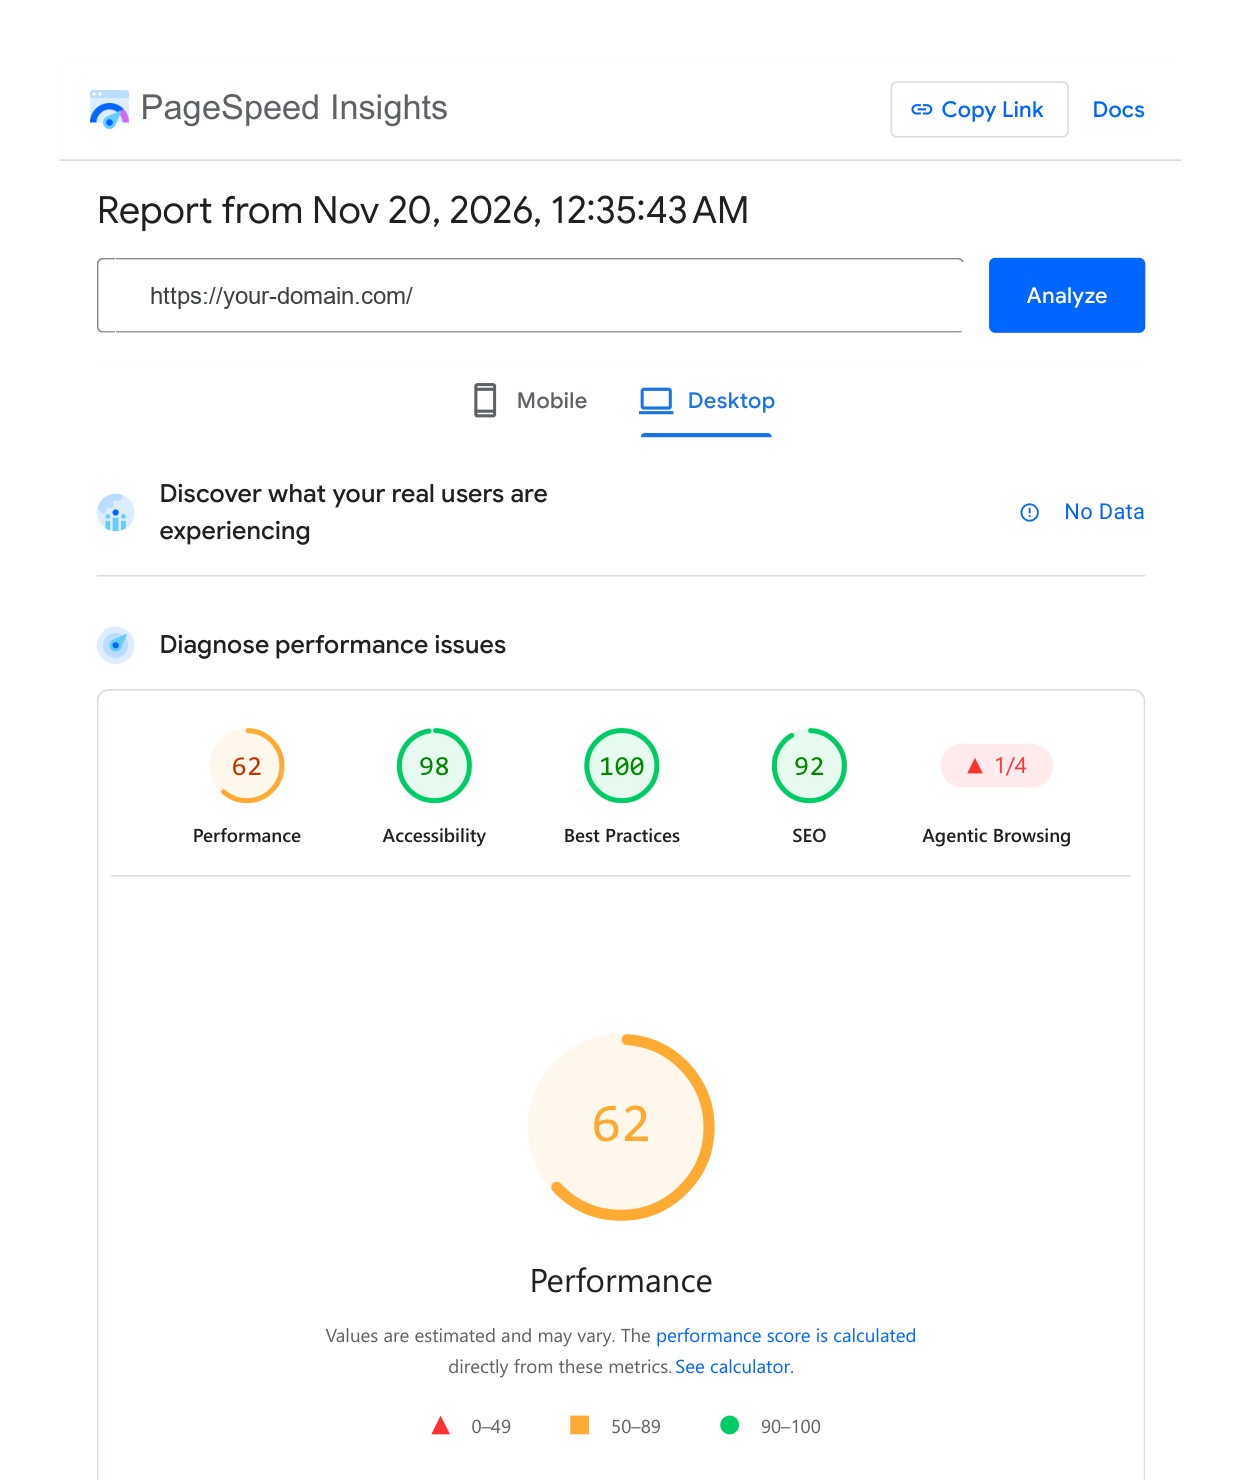 PageSpeed Insights
Copy Link
Docs
Report from Nov 20, 2026, 12:35:43 AM
https://your-domain.com/
Analyze
Mobile
Desktop
Discover what your real users are
experiencing
No Data
Diagnose performance issues
62
98
100
92
1/4
Performance
Accessibility
Best Practices
SEO
Agentic Browsing
62
Performance
Values are estimated and may vary. The performance score is calculated
directly from these metrics. See calculator.
0–49
50–89
90–100